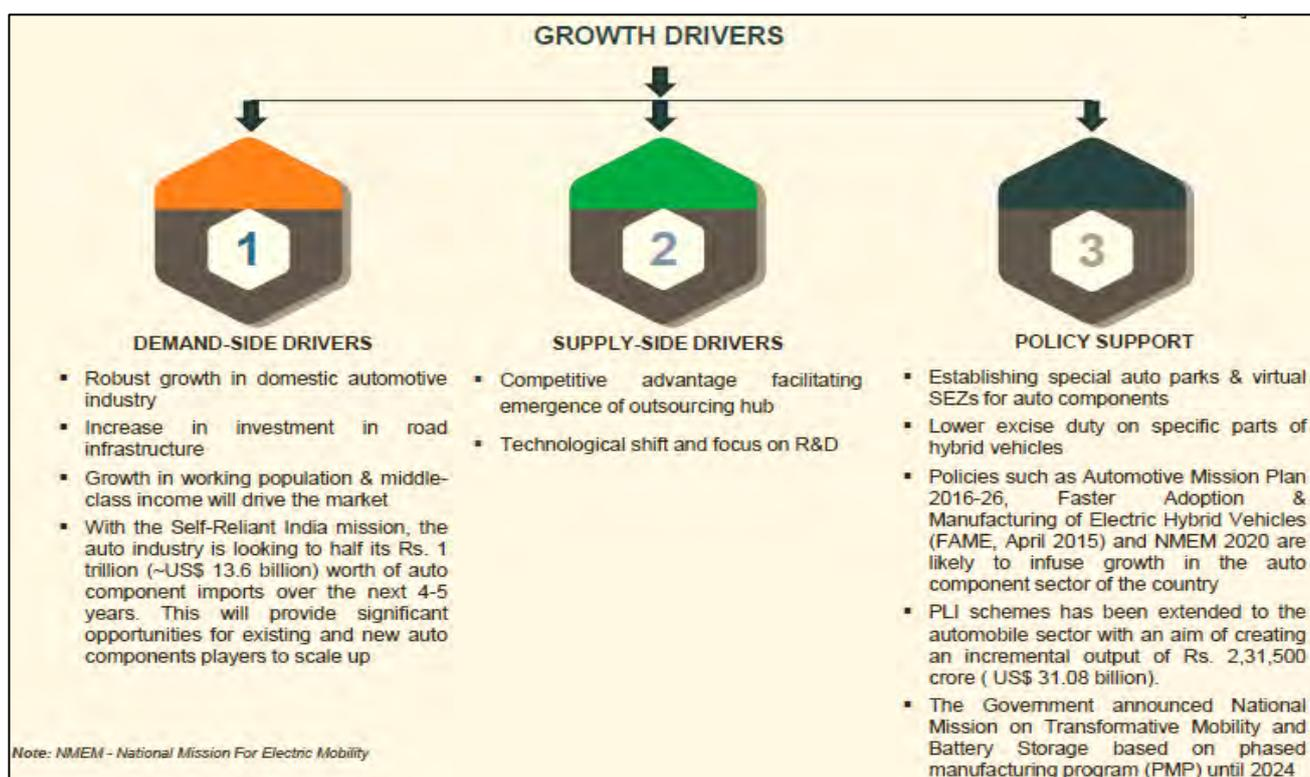 GROWTH DRIVERS
1
DEMAND-SIDE DRIVERS
▪ Robust growth in domestic automotive
industry
▪ Increase in investment in road
infrastructure
▪ Growth in working population & middle-
class income will drive the market
▪ With the Self-Reliant India mission, the
auto industry is looking to half its Rs. 1
trillion (~US$ 13.6 billion) worth of auto
component imports over the next 4-5
years. This will provide significant
opportunities for existing and new auto
components players to scale up
2
SUPPLY-SIDE DRIVERS
▪ Competitive advantage facilitating
emergence of outsourcing hub
▪ Technological shift and focus on R&D
3
POLICY SUPPORT
▪ Establishing special auto parks & virtual
SEZs for auto components
▪ Lower excise duty on specific parts of
hybrid vehicles
▪ Policies such as Automotive Mission Plan
2016-26, Faster Adoption &
Manufacturing of Electric Hybrid Vehicles
(FAME, April 2015) and NMEM 2020 are
likely to infuse growth in the auto
component sector of the country
▪ PLI schemes has been extended to the
automobile sector with an aim of creating
an incremental output of Rs. 2,31,500
crore ( US$ 31.08 billion).
▪ The Government announced National
Mission on Transformative Mobility and
Battery Storage based on phased
manufacturing program (PMP) until 2024
Note: NMEM - National Mission For Electric Mobility